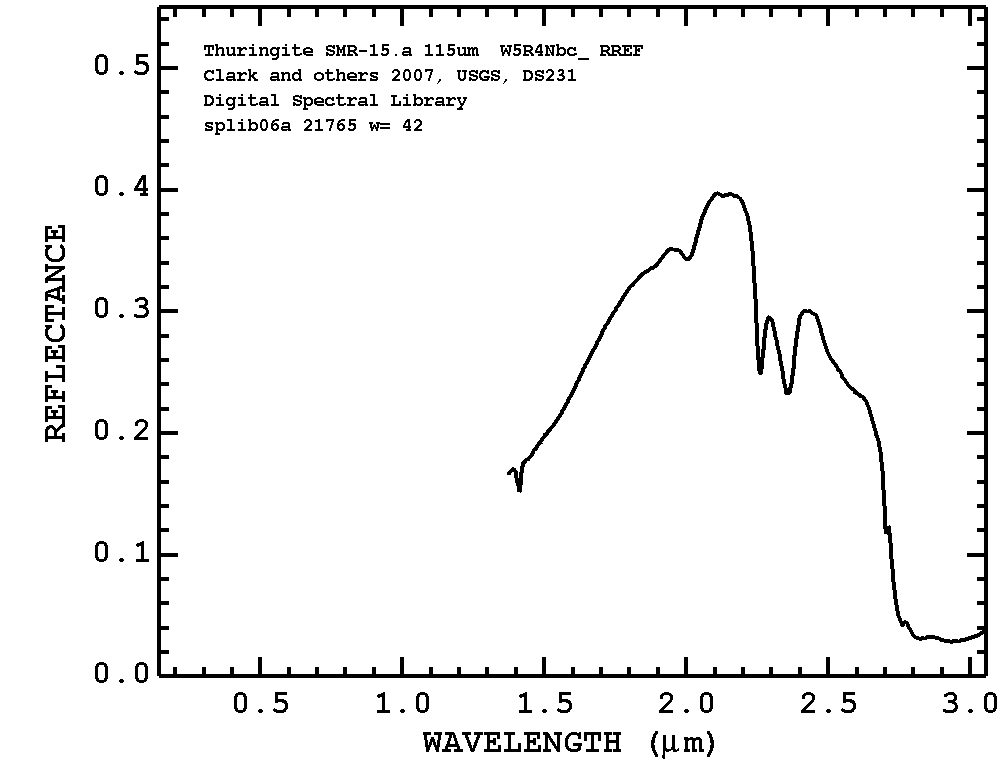 Thuringite SMR-15.a 115um W5R4Nbc_ RREF
Clark and others 2007, USGS, DS231
Digital Spectral Library
splib06a 21765 w= 42
REFLECTANCE
0.5
0.4
0.3
0.2
0.1
0.0
0.5 1.0 1.5 2.0 2.5 3.0
WAVELENGTH (μm)